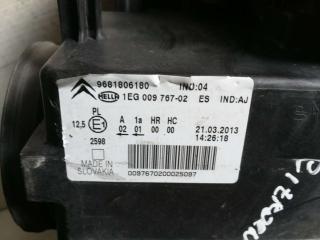 9681806180 IND:04
HELLA 1EG 009 767-02 ES IND:AJ
PL A 1a HR HC
12,5 E1 02 01 00 00 21.03.2013
2598 14:26:18
MADE IN
SLOVAKIA 0097670200025097